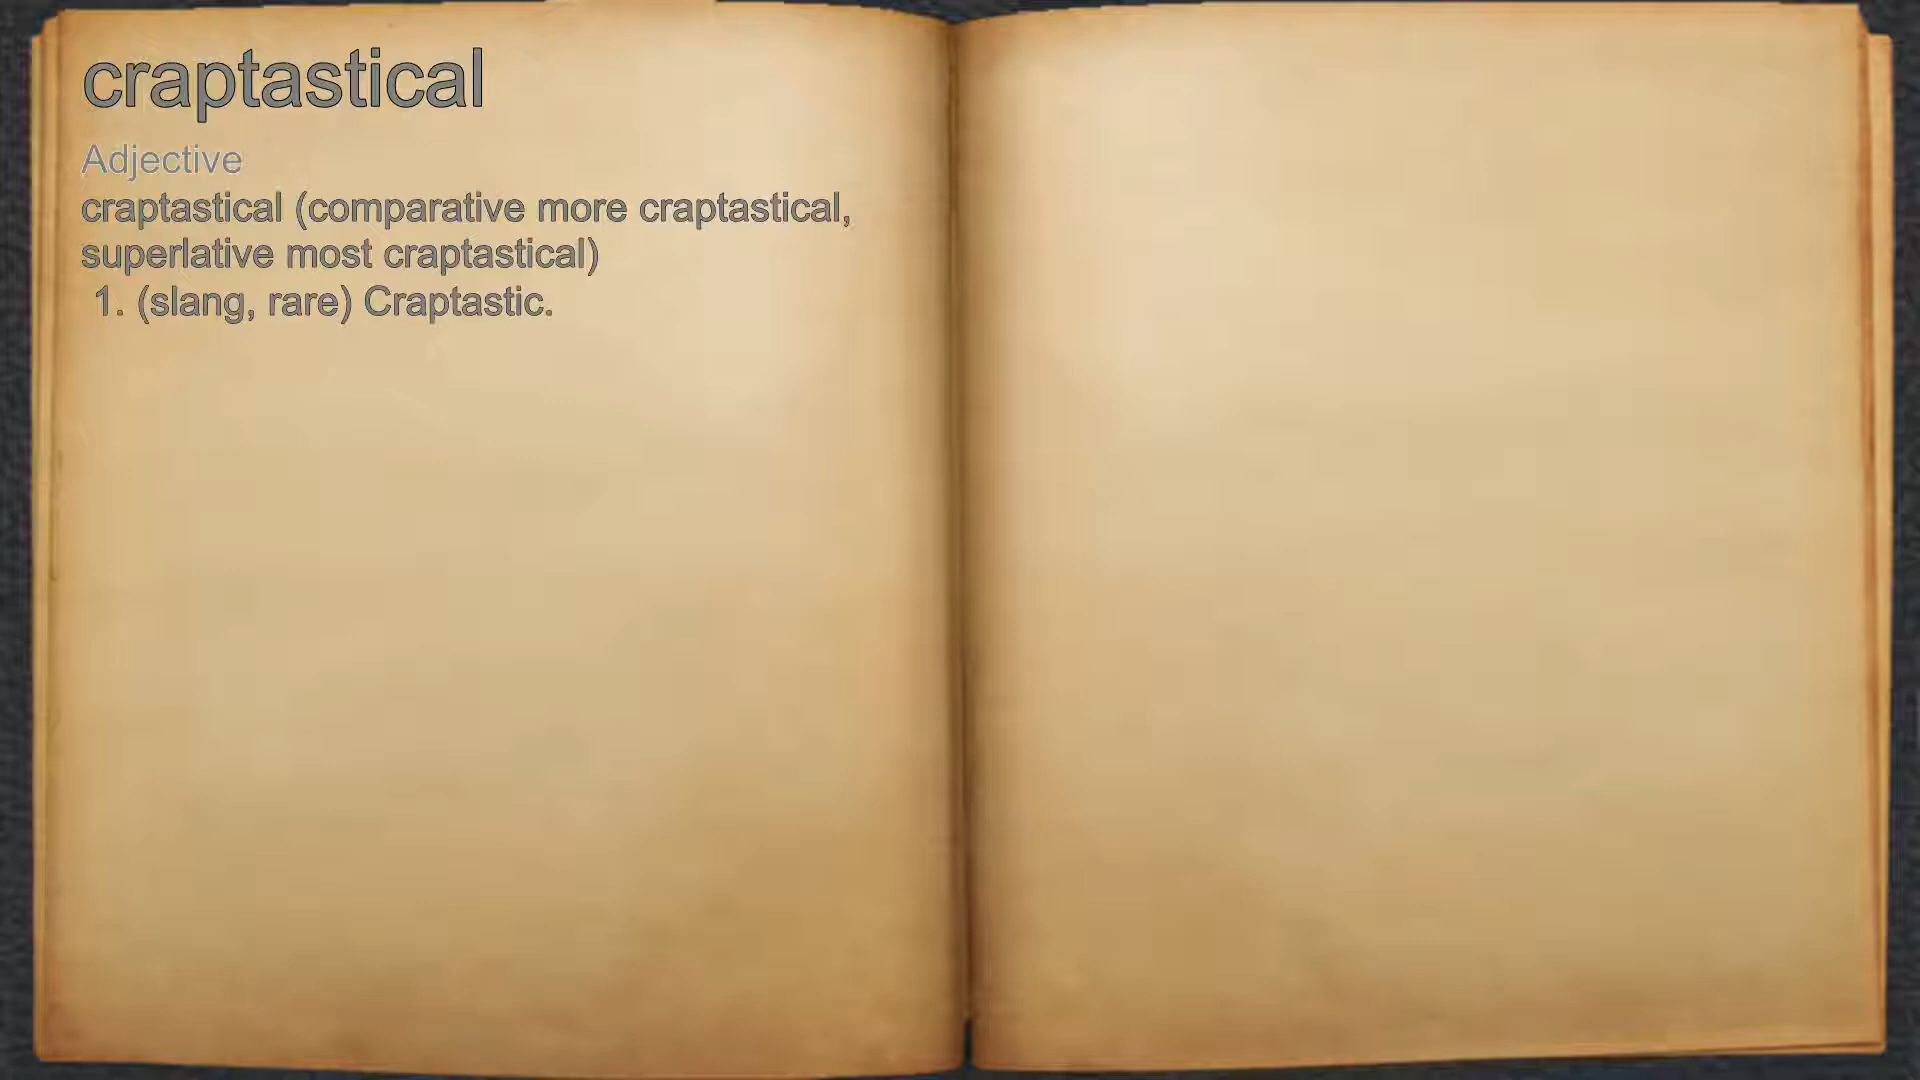 craptastical
Adjective
craptastical (comparative more craptastical,
superlative most craptastical)
1. (slang, rare) Craptastic.